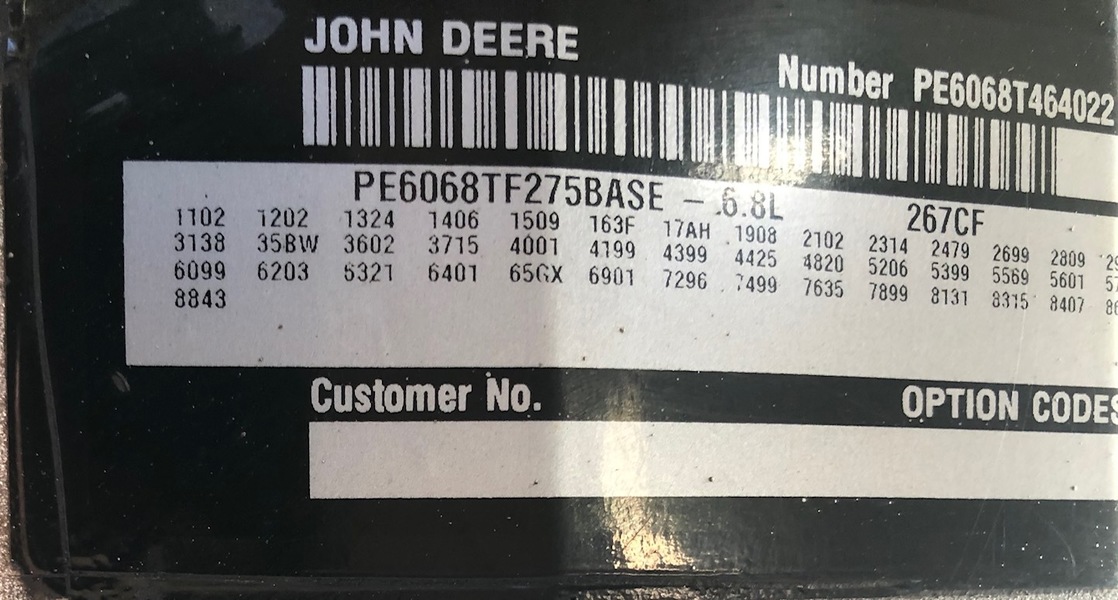 JOHN DEERE
Number PE6068T464022
PE6068TF275BASE – 6.8L 267CF
1102 1202 1324 1406 1509 163F 17AH 1908 2102 2314 2479 2699 2809
3138 35BW 3602 3715 4001 4199 4399 4425 4820 5206 5399 5569 5601
6099 6203 6321 6401 65GX 6901 7296 7499 7635 7899 8131 8315 8407
8843
Customer No. OPTION CODES